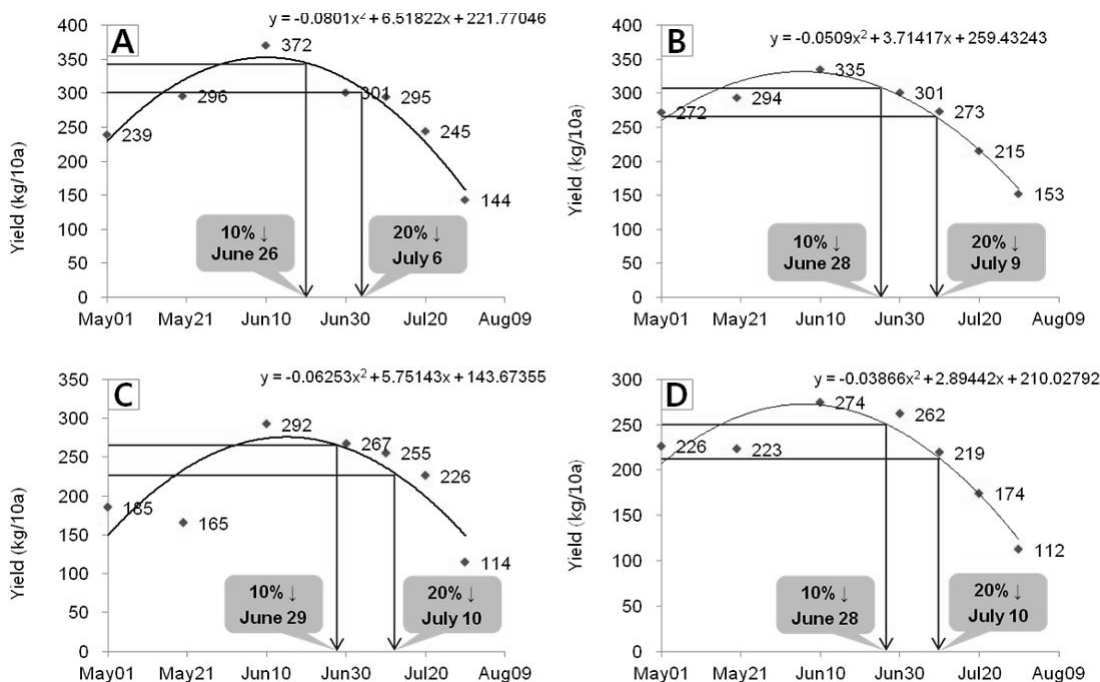 A
y = -0.0801x² + 6.51822x + 221.77046
Yield (kg/10a)
400
350
300
250
200
150
100
50
0
239
296
372
301
295
245
144
10% ↓
June 26
20% ↓
July 6
May01 May21 Jun10 Jun30 Jul20 Aug09
B
y = -0.0509x² + 3.71417x + 259.43243
Yield (kg/10a)
400
350
300
250
200
150
100
50
0
272
294
335
301
273
215
153
10% ↓
June 28
20% ↓
July 9
May01 May21 Jun10 Jun30 Jul20 Aug09
C
y = -0.06253x² + 5.75143x + 143.67355
Yield (kg/10a)
350
300
250
200
150
100
50
0
185
165
292
267
255
226
114
10% ↓
June 29
20% ↓
July 10
May01 May21 Jun10 Jun30 Jul20 Aug09
D
y = -0.03866x² + 2.89442x + 210.02792
Yield (kg/10a)
300
250
200
150
100
50
0
226
223
274
262
219
174
112
10% ↓
June 28
20% ↓
July 10
May01 May21 Jun10 Jun30 Jul20 Aug09